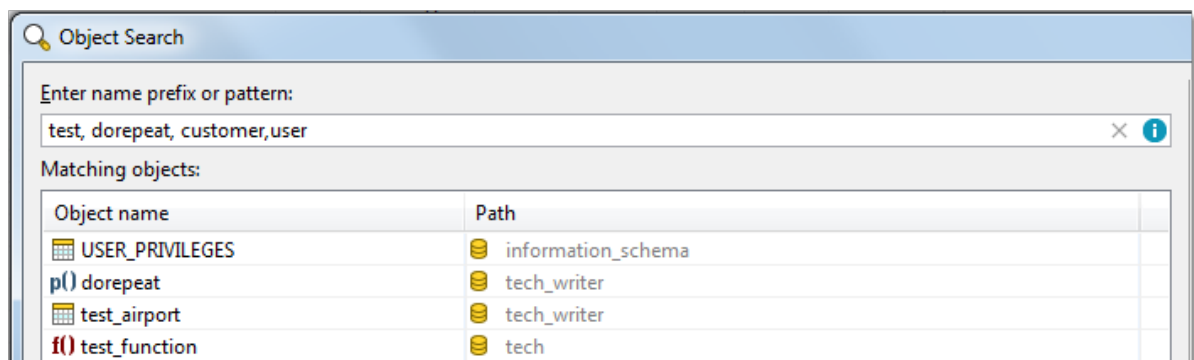 Object Search
Enter name prefix or pattern:
test, dorepeat, customer,user
Matching objects:
Object name Path
USER_PRIVILEGES information_schema
p() dorepeat tech_writer
test_airport tech_writer
f() test_function tech